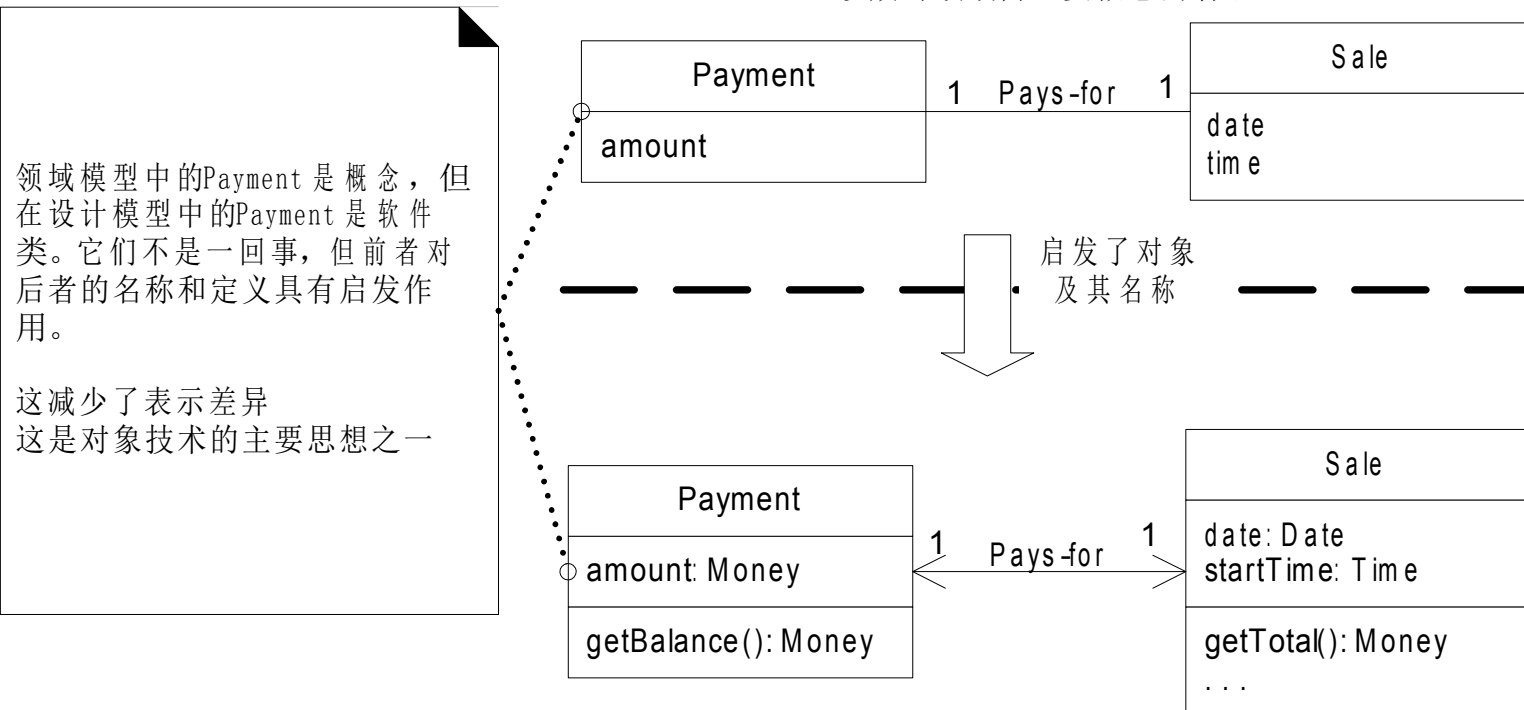 领域模型中的Payment是概念，但
在设计模型中的Payment是软件
类。它们不是一回事，但前者对
后者的名称和定义具有启发作
用。
这减少了表示差异
这是对象技术的主要思想之一
Payment
amount
1 Pays-for 1
Sale
date
time
启发了对象
及其名称
Payment
amount: Money
getBalance(): Money
1 Pays-for 1
Sale
date: Date
startTime: Time
getTotal(): Money
...